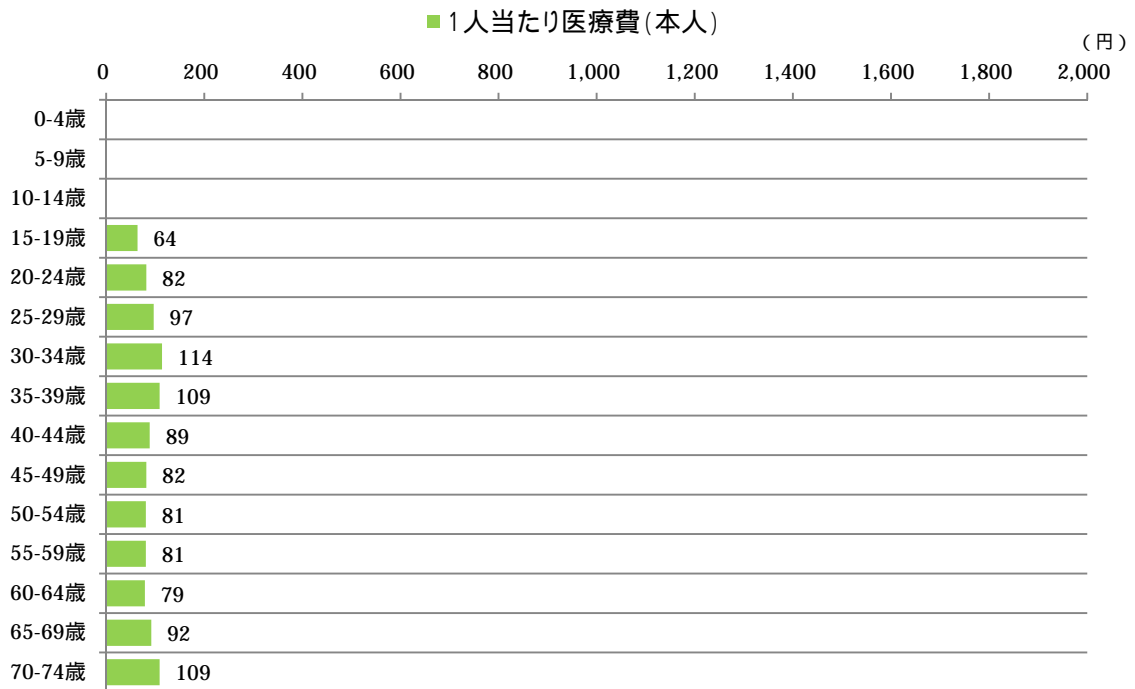 1人当たり医療費(本人)
(円)
0 200 400 600 800 1,000 1,200 1,400 1,600 1,800 2,000
0-4歳
5-9歳
10-14歳
15-19歳 64
20-24歳 82
25-29歳 97
30-34歳 114
35-39歳 109
40-44歳 89
45-49歳 82
50-54歳 81
55-59歳 81
60-64歳 79
65-69歳 92
70-74歳 109